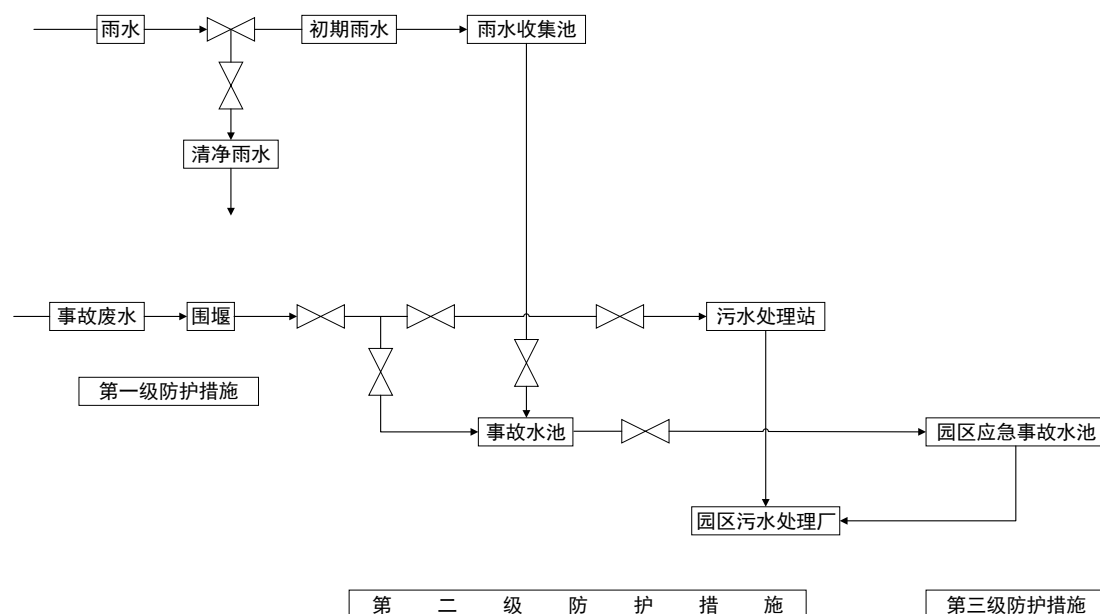 雨水
初期雨水
雨水收集池
清净雨水
事故废水
围堰
污水处理站
第一级防护措施
事故水池
园区应急事故水池
园区污水处理厂
第二级防护措施
第三级防护措施